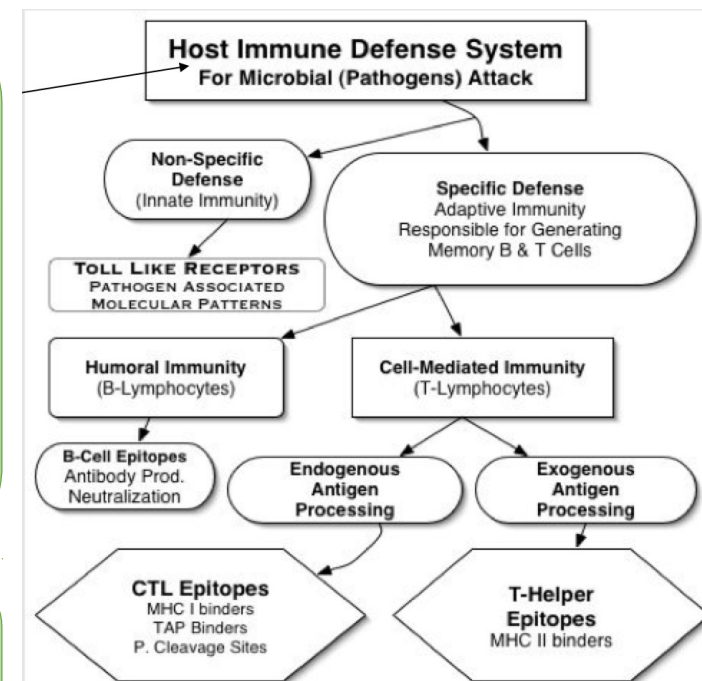 Host Immune Defense System
For Microbial (Pathogens) Attack
Non-Specific
Defense
(Innate Immunity)
Specific Defense
Adaptive Immunity
Responsible for Generating
Memory B & T Cells
TOLL LIKE RECEPTORS
PATHOGEN ASSOCIATED
MOLECULAR PATTERNS
Humoral Immunity
(B-Lymphocytes)
Cell-Mediated Immunity
(T-Lymphocytes)
B-Cell Epitopes
Antibody Prod.
Neutralization
Endogenous
Antigen
Processing
Exogenous
Antigen
Processing
CTL Epitopes
MHC I binders
TAP Binders
P. Cleavage Sites
T-Helper
Epitopes
MHC II binders